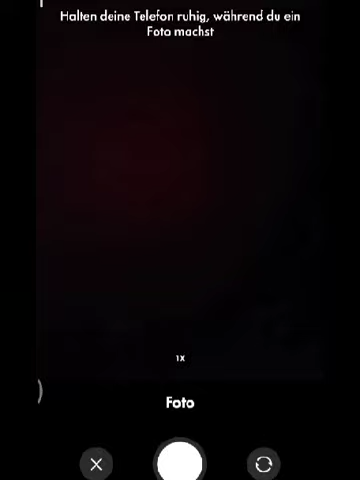 Halten deine Telefon ruhig, während du ein
Foto machst
1X
Foto